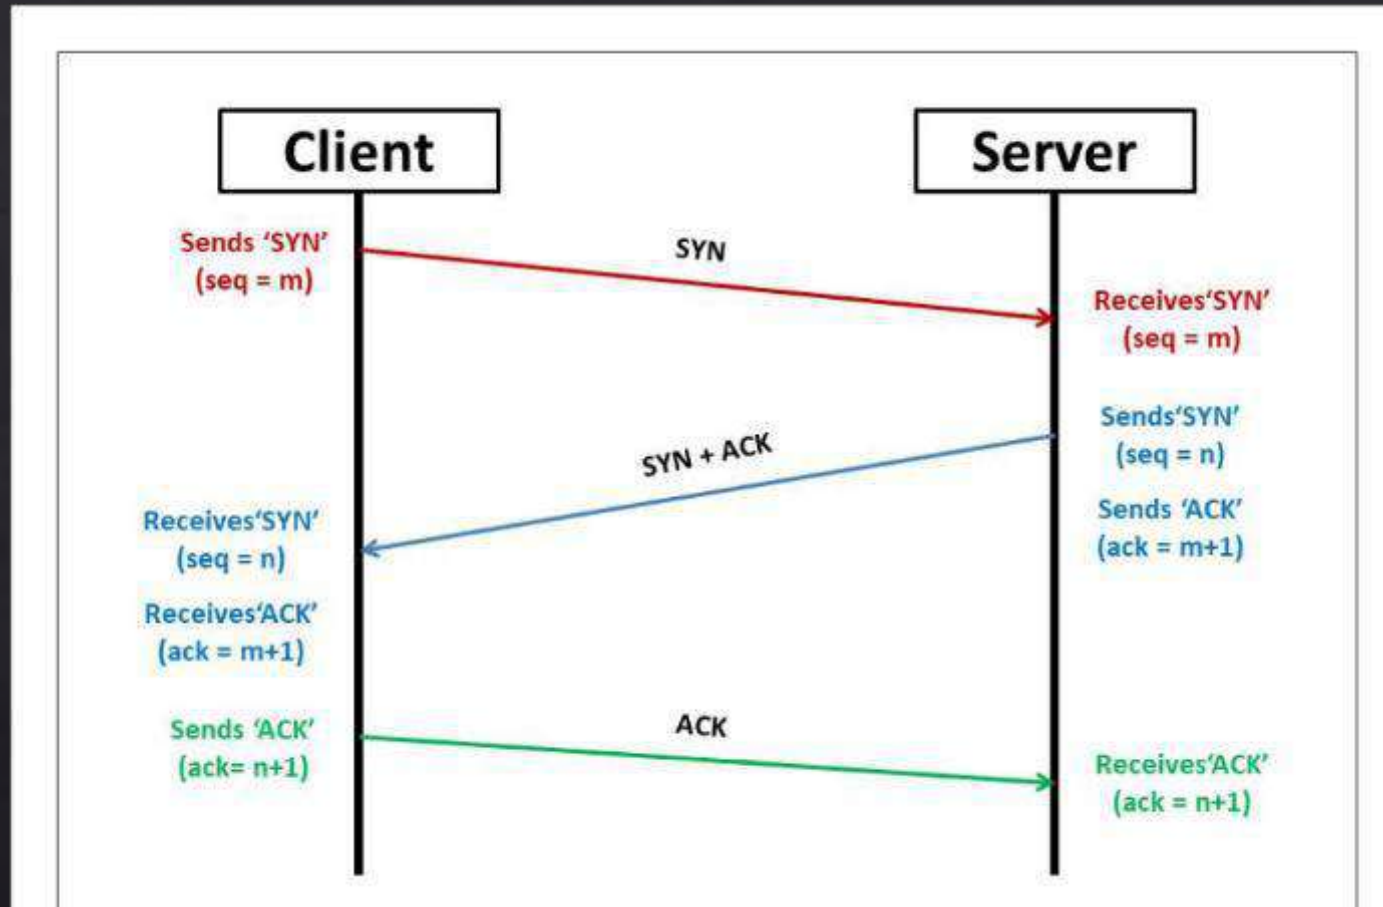 Client
Server
Sends ‘SYN’
(seq = m)
SYN
Receives‘SYN’
(seq = m)
Sends‘SYN’
(seq = n)
SYN + ACK
Sends ‘ACK’
(ack = m+1)
Receives‘SYN’
(seq = n)
Receives‘ACK’
(ack = m+1)
Sends ‘ACK’
(ack= n+1)
ACK
Receives‘ACK’
(ack = n+1)